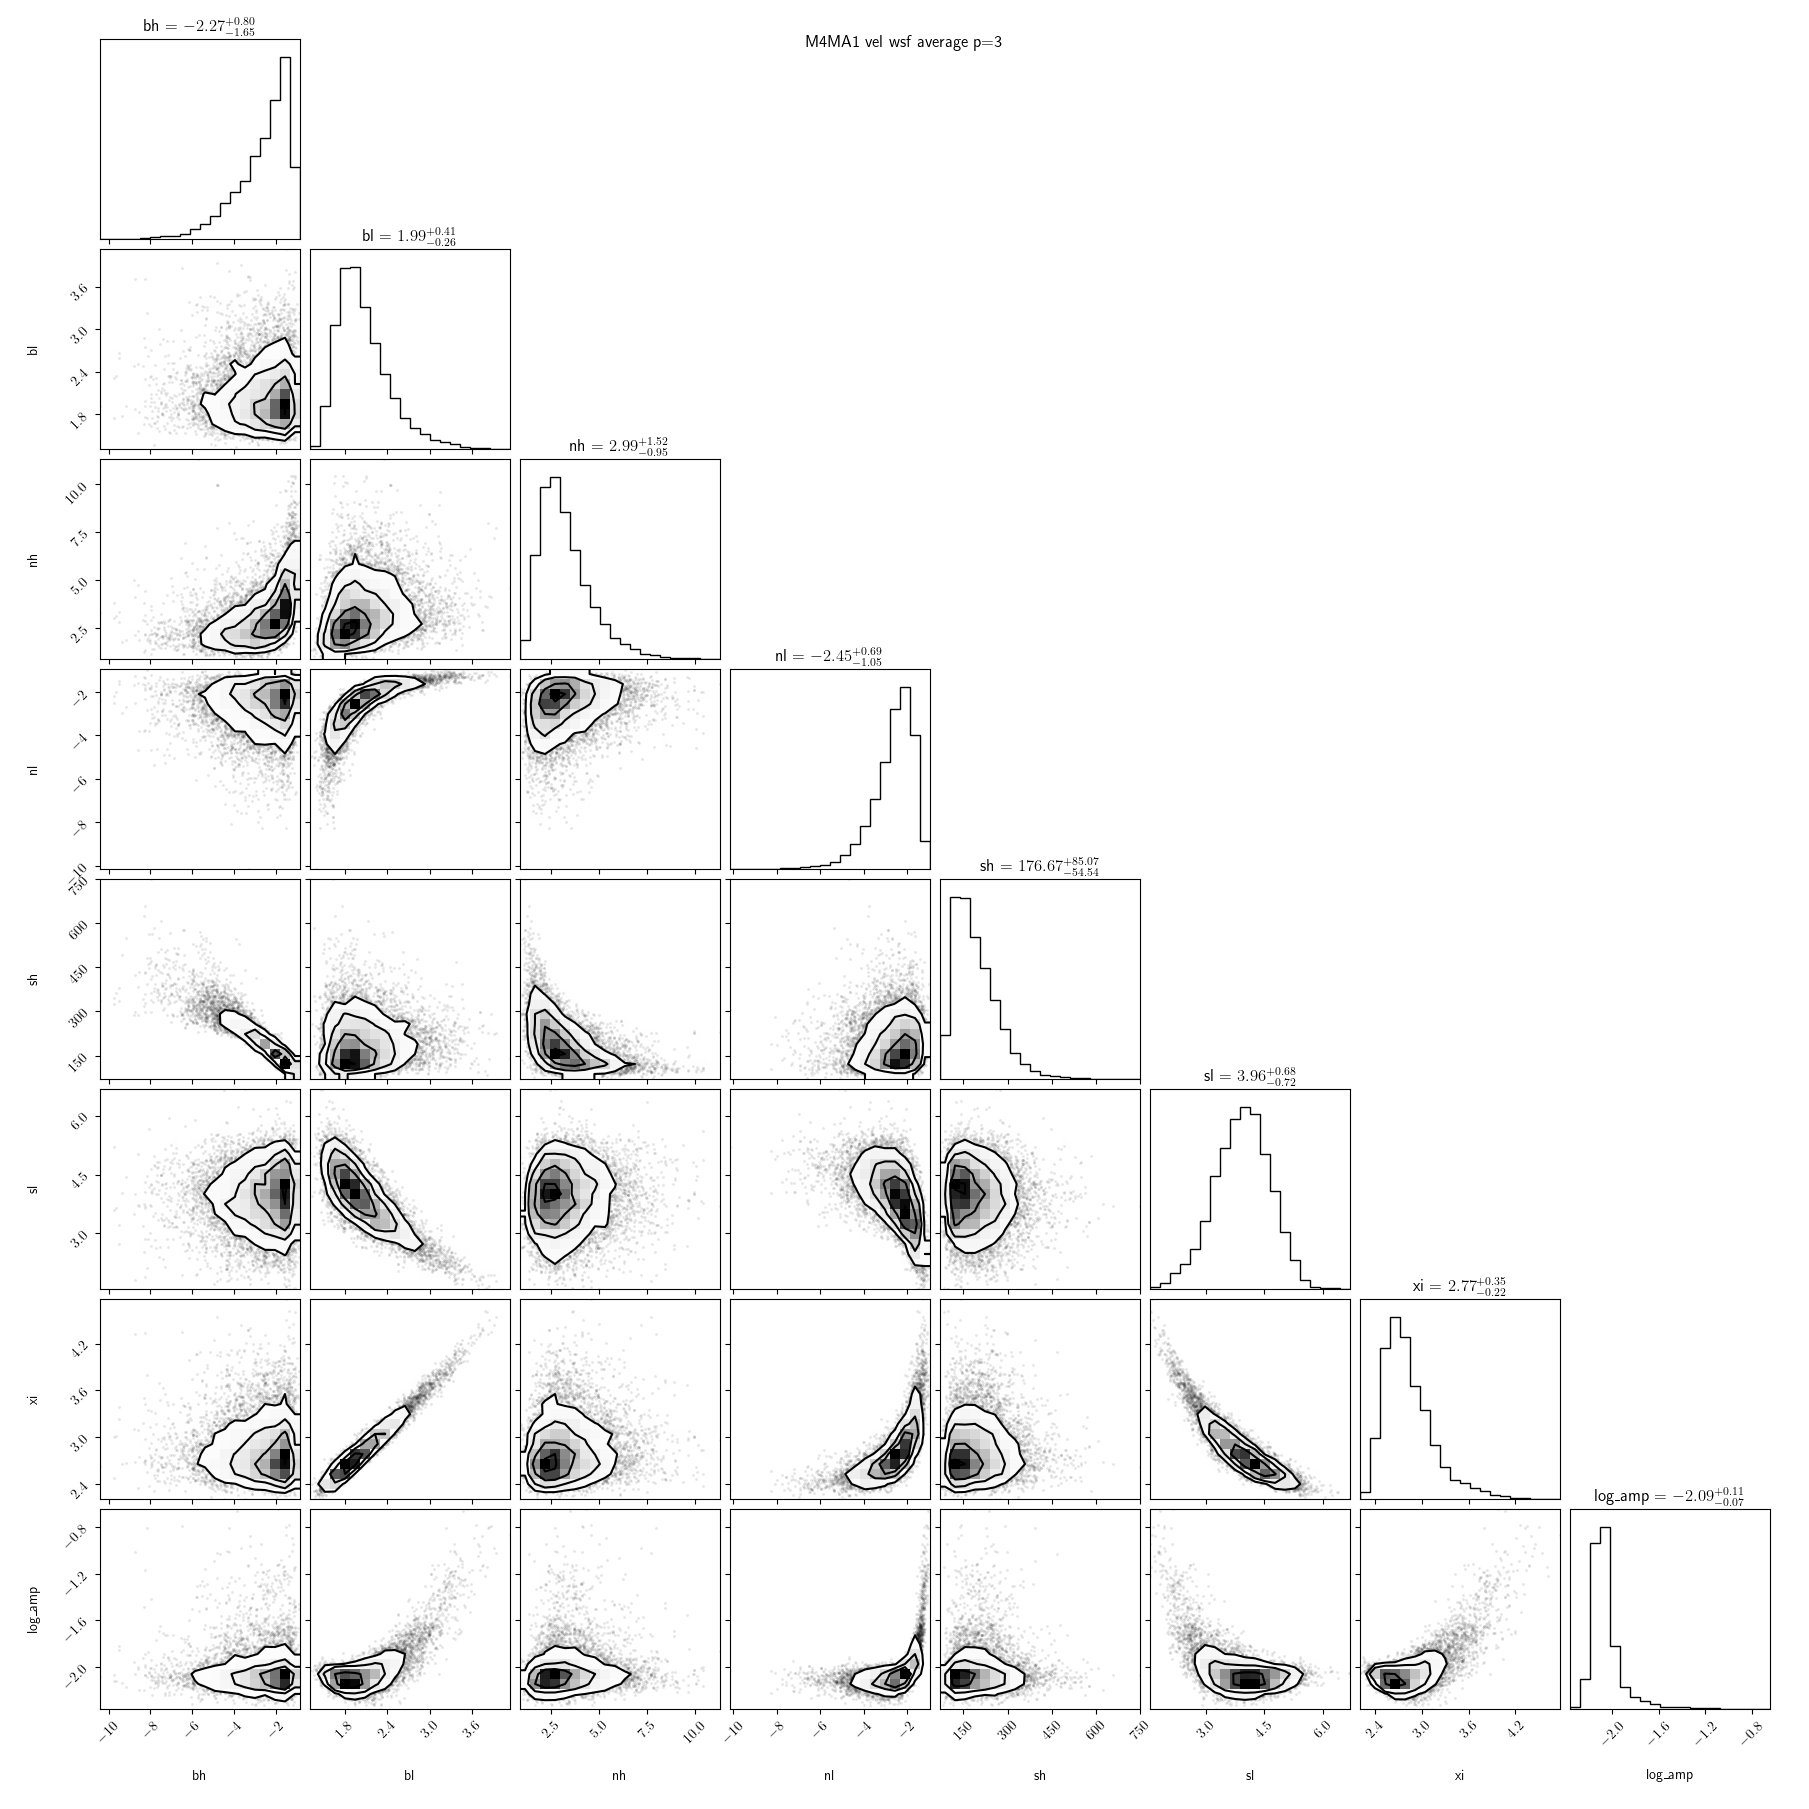 bh = −2.27+0.80−1.65
M4MA1 vel wsf average p=3
bl = 1.99+0.41−0.26
3.6
3.0
2.4
1.8
bl
nh = 2.99+1.52−0.95
10.0
7.5
5.0
2.5
nh
nl = −2.45+0.69−1.05
−2
−4
−6
−8
−10
nl
sh = 176.67+85.07−54.54
750
600
450
300
150
sh
sl = 3.96+0.68−0.72
6.0
4.5
3.0
sl
xi = 2.77+0.35−0.22
4.2
3.6
3.0
2.4
xi
log_amp = −2.09+0.11−0.07
−0.8
−1.2
−1.6
−2.0
log_amp
−10 −8 −6 −4 −2 1.8 2.4 3.0 3.6 2.5 5.0 7.5 10.0 −10 −8 −6 −4 −2 150 300 450 600 750 3.0 4.5 6.0 2.4 3.0 3.6 4.2 −2.0 −1.6 −1.2 −0.8
bh bl nh nl sh sl xi log_amp